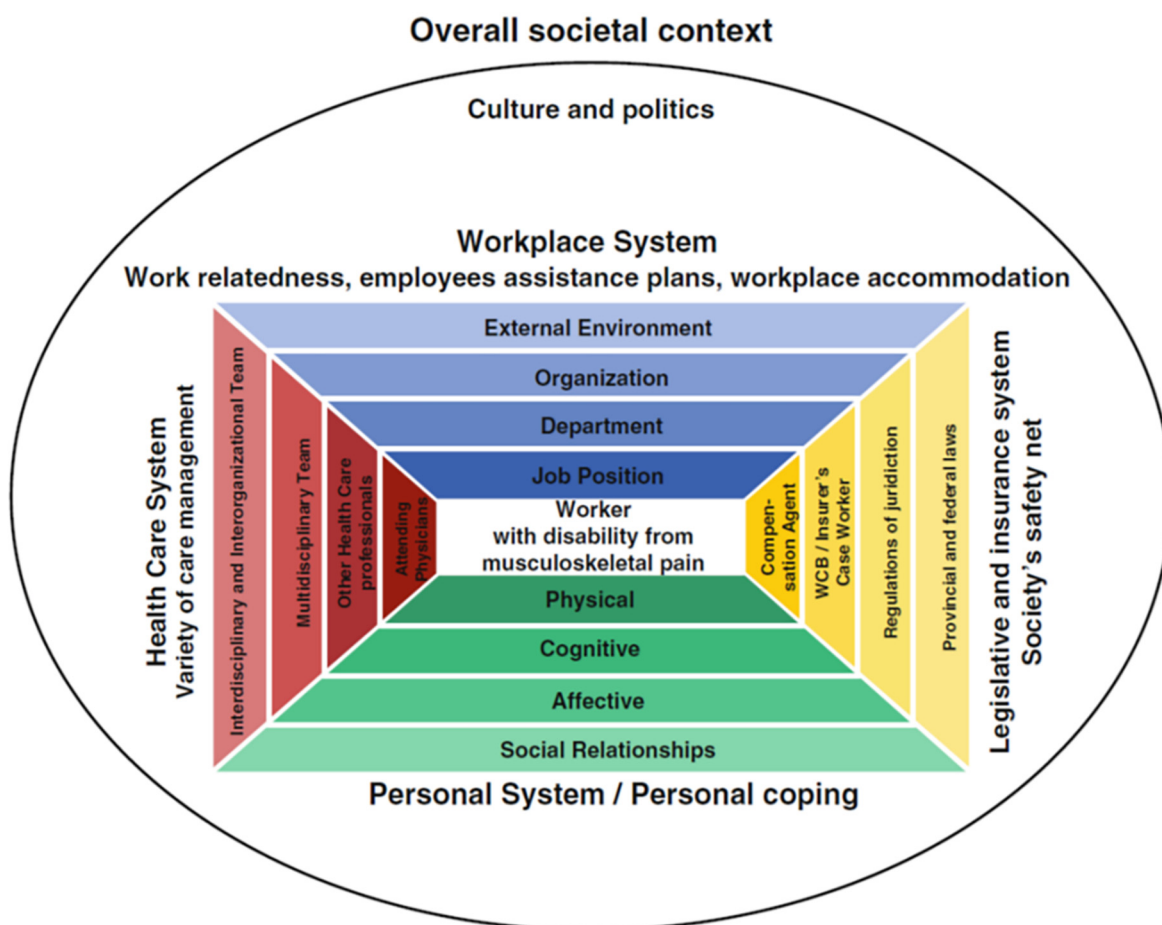 Overall societal context
Culture and politics
Workplace System
Work relatedness, employees assistance plans, workplace accommodation
External Environment
Organization
Department
Job Position
Worker
with disability from
musculoskeletal pain
Physical
Cognitive
Affective
Social Relationships
Personal System / Personal coping
Health Care System
Variety of care management
Interdisciplinary and Interorganizational Team
Multidisciplinary Team
Other Health Care
professionals
Attending
Physicians
Compen-
sation Agent
WCB / Insurer's
Case Worker
Regulations of juridiction
Provincial and federal laws
Legislative and insurance system
Society's safety net